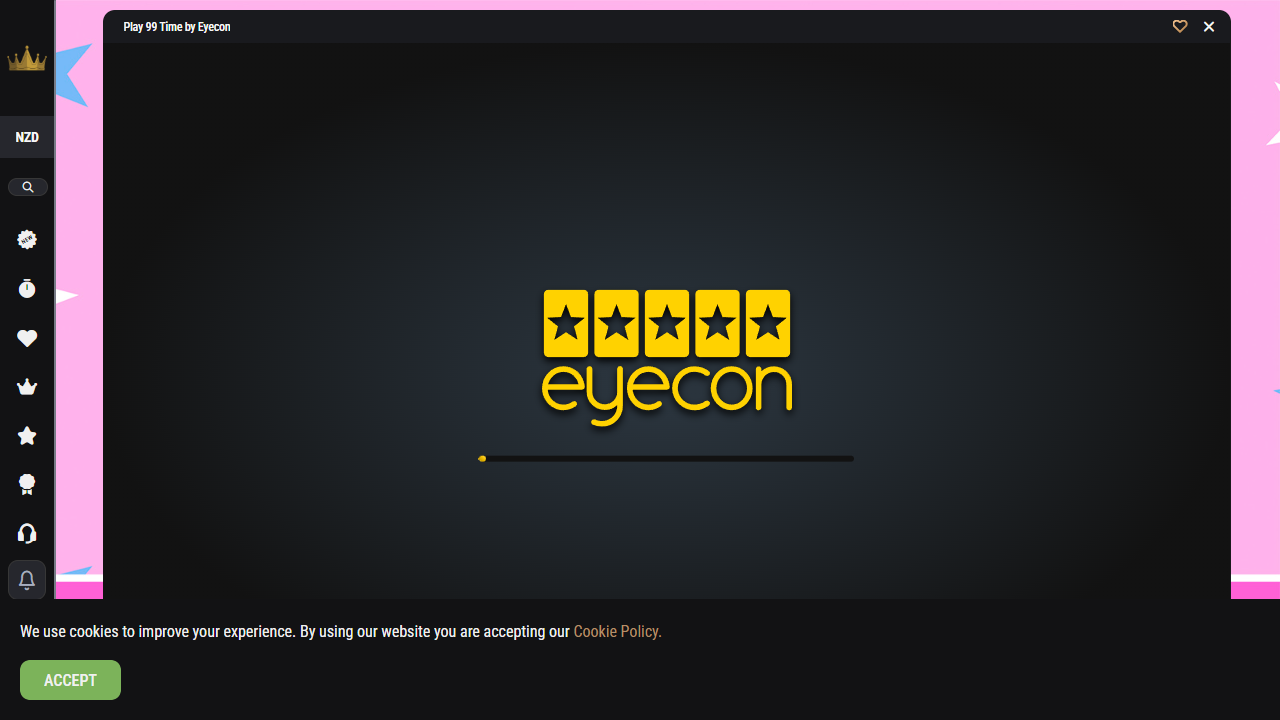 Play 99 Time by Eyecon
NZD
NEW
eyecon
We use cookies to improve your experience. By using our website you are accepting our Cookie Policy.
ACCEPT